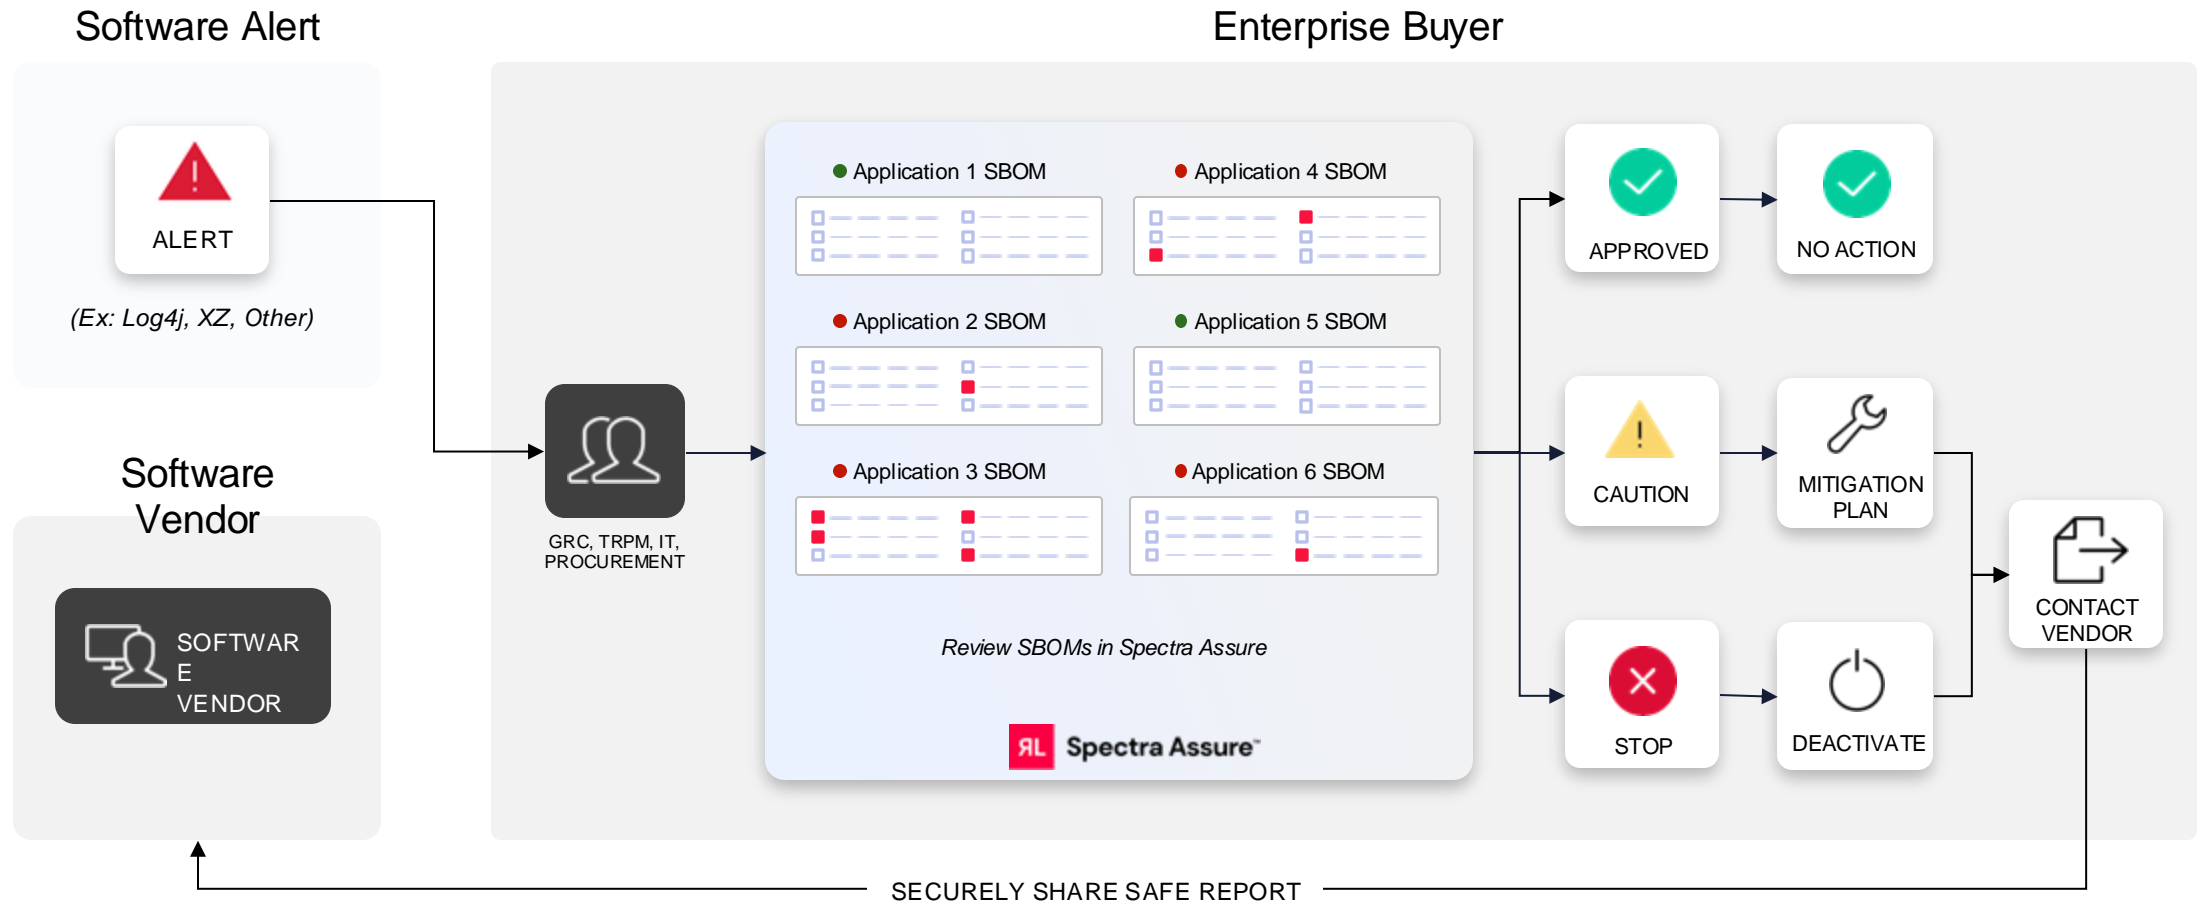 Software Alert
ALERT
(Ex: Log4j, XZ, Other)
Software
Vendor
SOFTWAR
E
VENDOR
Enterprise Buyer
GRC, TRPM, IT,
PROCUREMENT
Application 1 SBOM
Application 4 SBOM
Application 2 SBOM
Application 5 SBOM
Application 3 SBOM
Application 6 SBOM
Review SBOMs in Spectra Assure
RL Spectra Assure™
APPROVED
NO ACTION
CAUTION
MITIGATION
PLAN
STOP
DEACTIVATE
CONTACT
VENDOR
SECURELY SHARE SAFE REPORT